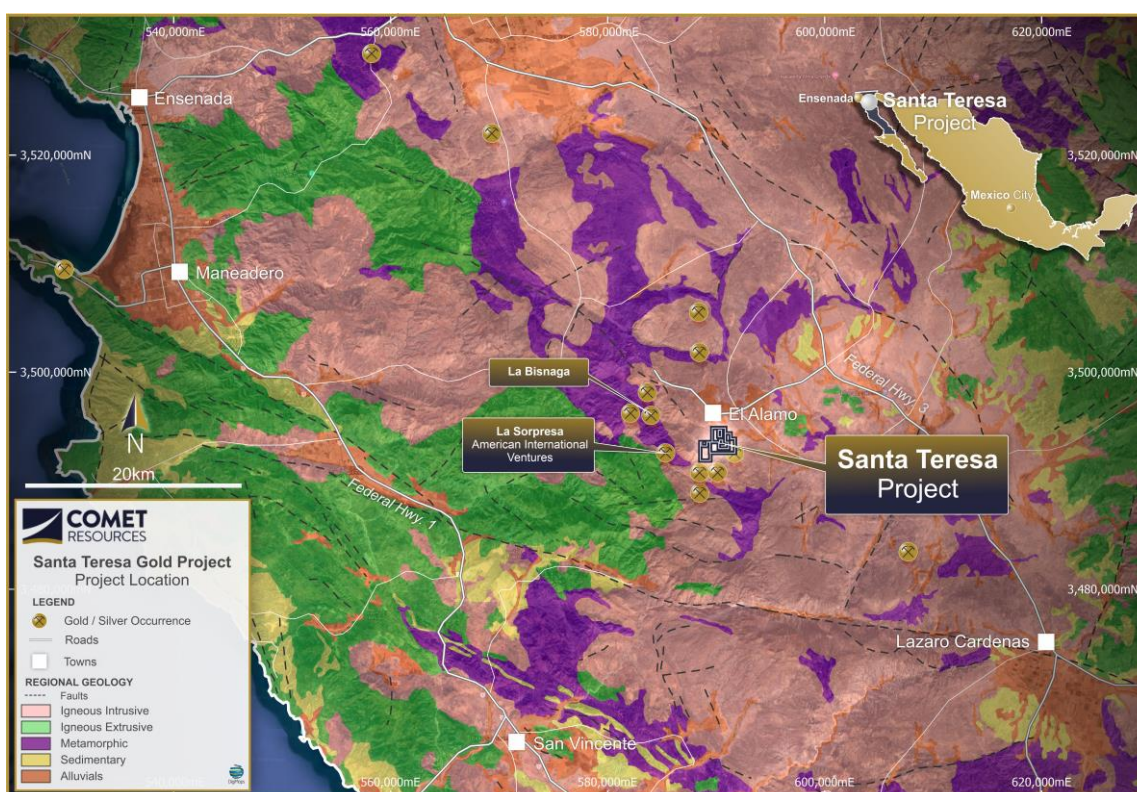 540,000mE
560,000mE
580,000mE
600,000mE
620,000mE
Ensenada
Ensenada
Santa Teresa
Project
Mexico City
3,520,000mN
3,520,000mN
Maneadero
3,500,000mN
3,500,000mN
La Bisnaga
Federal Hwy 3
El Alamo
La Sorpresa
American International
Ventures
Santa Teresa
Project
N
20km
Federal Hwy 1
COMET
RESOURCES
Santa Teresa Gold Project
Project Location
LEGEND
Gold / Silver Occurrence
Roads
Towns
REGIONAL GEOLOGY
Faults
Igneous Intrusive
Igneous Extrusive
Metamorphic
Sedimentary
Alluvials
3,480,000mN
Lazaro Cardenas
San Vincente
540,000mE
560,000mE
580,000mE
600,000mE
620,000mE